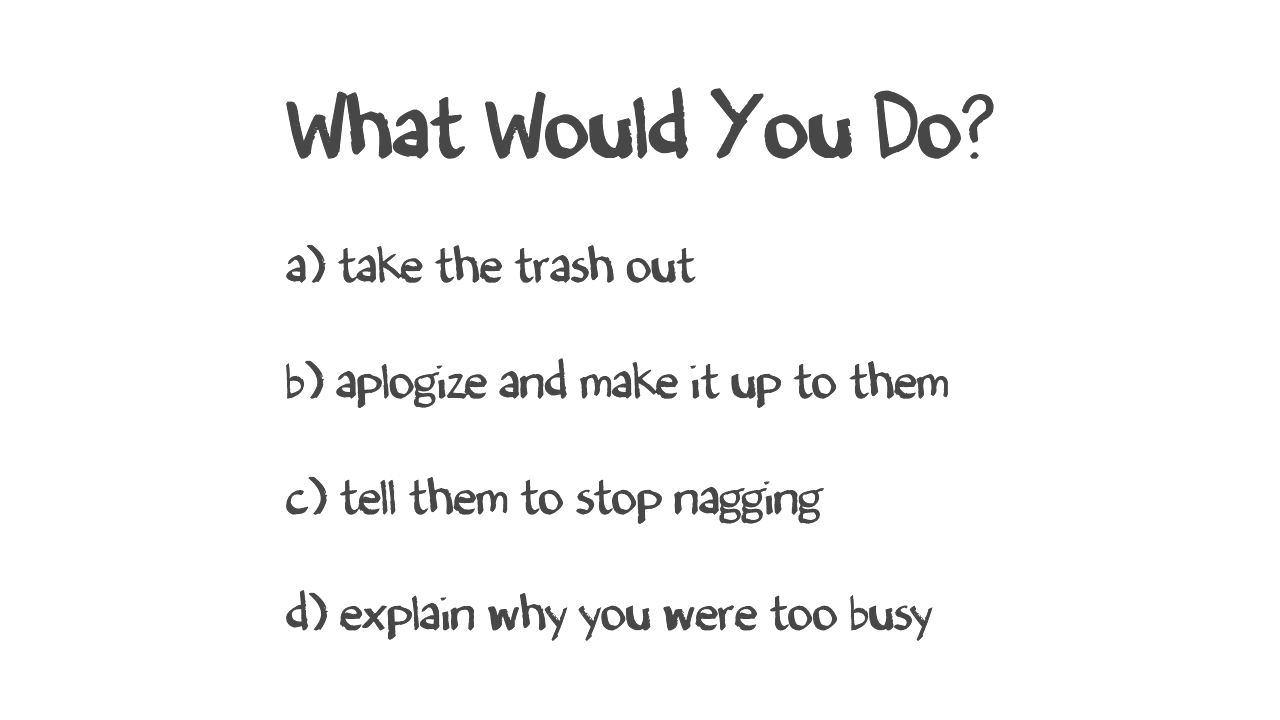 What Would You Do?
a) take the trash out
b) aplogize and make it up to them
c) tell them to stop nagging
d) explain why you were too busy